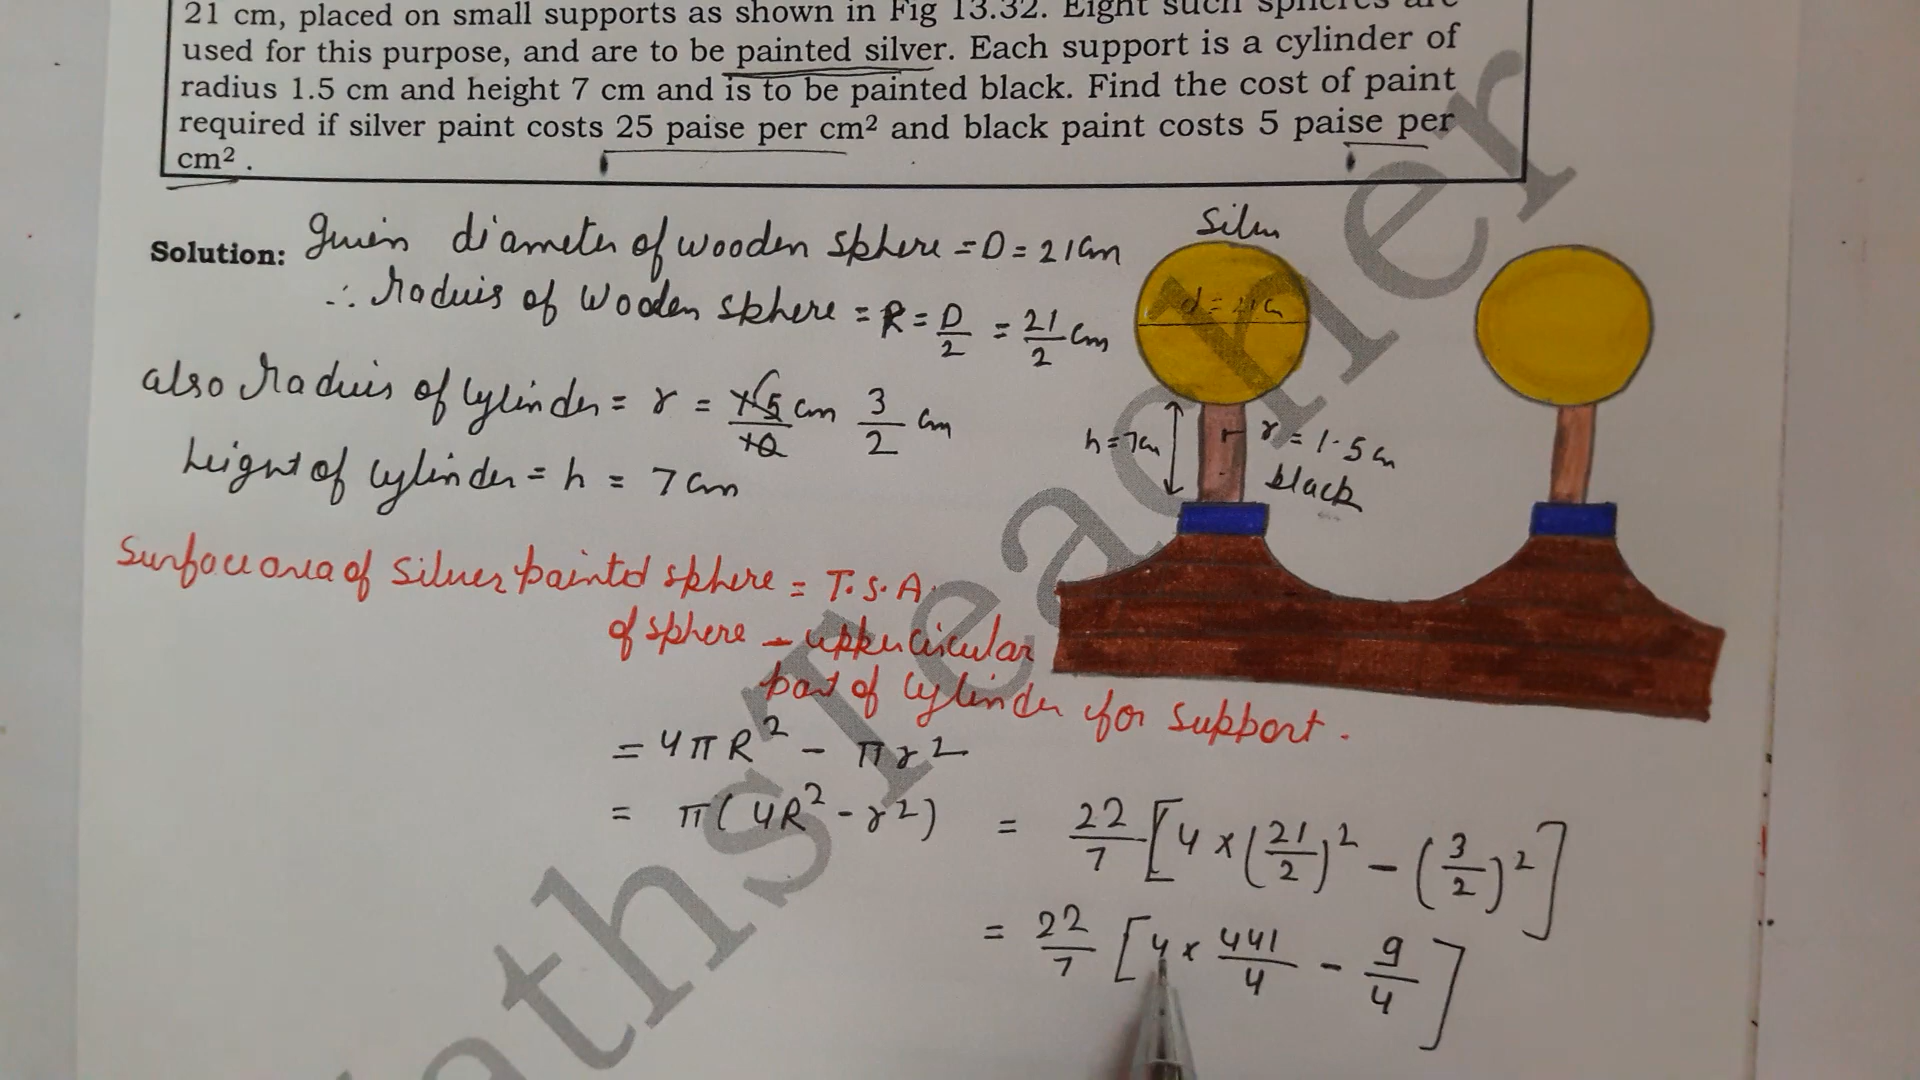 21 cm, placed on small supports as shown in Fig 13.32. Eight such spheres are
used for this purpose, and are to be painted silver. Each support is a cylinder of
radius 1.5 cm and height 7 cm and is to be painted black. Find the cost of paint
required if silver paint costs 25 paise per cm² and black paint costs 5 paise per
cm² .
Solution: Given diameter of wooden sphere = D = 21cm
∴ Radius of wooden sphere = R = D/2 = 21/2 cm
also Radius of cylinder = r = 1.5/10 cm 3/2 cm
height of cylinder = h = 7 cm
Silver
d = 21 cm
h = 7cm
r = 1.5 cm
black
Surface area of silver painted sphere = T.S.A.
of sphere – upper circular
part of cylinder for support.
= 4πR² – πr²
= π(4R² - r²) = 22/7 [4 × (21/2)² – (3/2)²]
= 22/7 [4 × 441/4 – 9/4]
Maths Teacher